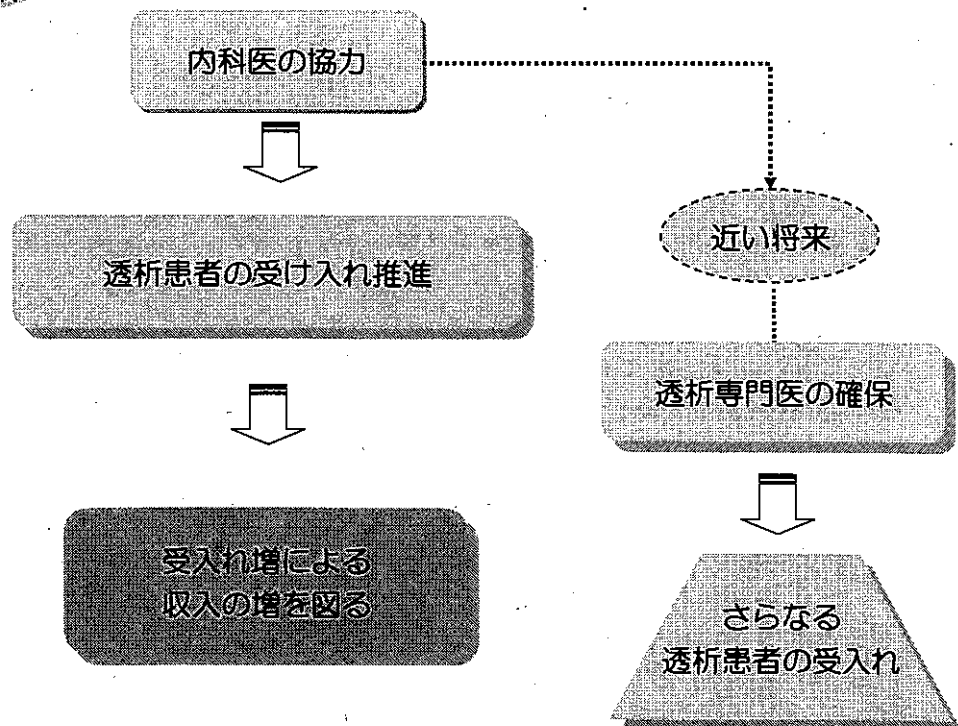 内科医の協力
透析患者の受け入れ推進
受入れ増による
収入の増を図る
近い将来
透析専門医の確保
さらなる
透析患者の受入れ